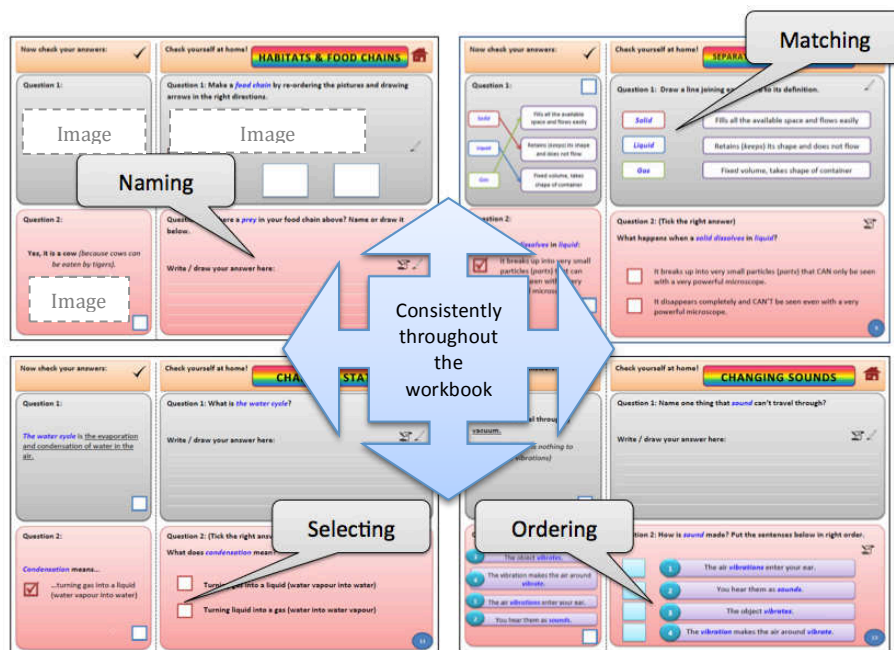 Now check your answers:
Check yourself at home!
HABITATS & FOOD CHAINS
Question 1:
Image
Question 1: Make a food chain by re-ordering the pictures and drawing
arrows in the right directions.
Image
Naming
Question 2:
Yes, it is a cow (because cows can
be eaten by tigers).
Image
a prey in your food chain above? Name or draw it
below.
Write / draw your answer here:
Now check your answers:
Check yourself at home!
Matching
Question 1:
Solid
Liquid
Gas
Fills all the available
space and flows easily
Retains (keeps) its shape
and does not flow
Fixed volume, takes
shape of container
Question 1: Draw a line joining
to its definition.
Solid
Fills all the available space and flows easily
Liquid
Retains (keeps) its shape and does not flow
Gas
Fixed volume, takes shape of container
Question 2:
dissolves in liquid:
It breaks up into very small
particles (parts) that can
Question 2: (Tick the right answer)
What happens when a solid dissolves in liquid?
It breaks up into very small particles (parts) that CAN only be seen
with a very powerful microscope.
It disappears completely and CAN'T be seen even with a very
powerful microscope.
Consistently
throughout
the
workbook
Now check your answers:
Check yourself at home!
Question 1:
The water cycle is the evaporation
and condensation of water in the
air.
Question 1: What is the water cycle?
Write / draw your answer here:
Selecting
Question 2:
Condensation means...
...turning gas into a liquid
(water vapour into water)
Question 2: (Tick the right
What does condensation mean
Turning gas into a liquid (water vapour into water)
Turning liquid into a gas (water into water vapour)
11
Check yourself at home!
CHANGING SOUNDS
vacuum.
nothing to
vibrations)
Question 1: Name one thing that sound can't travel through?
Write / draw your answer here:
Ordering
The object vibrates.
The vibration makes the air around
vibrate.
The air vibrations enter your ear.
You hear them as sounds.
Question 2: How is sound made? Put the sentences below in right order.
1
The air vibrations enter your ear.
2
You hear them as sounds.
3
The object vibrates.
4
The vibration makes the air around vibrate.